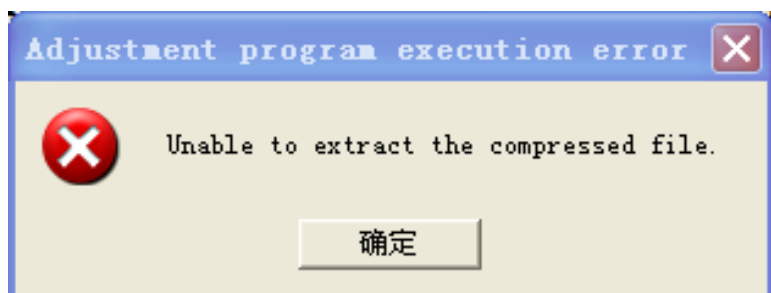 Adjustment program execution error
Unable to extract the compressed file.
确定